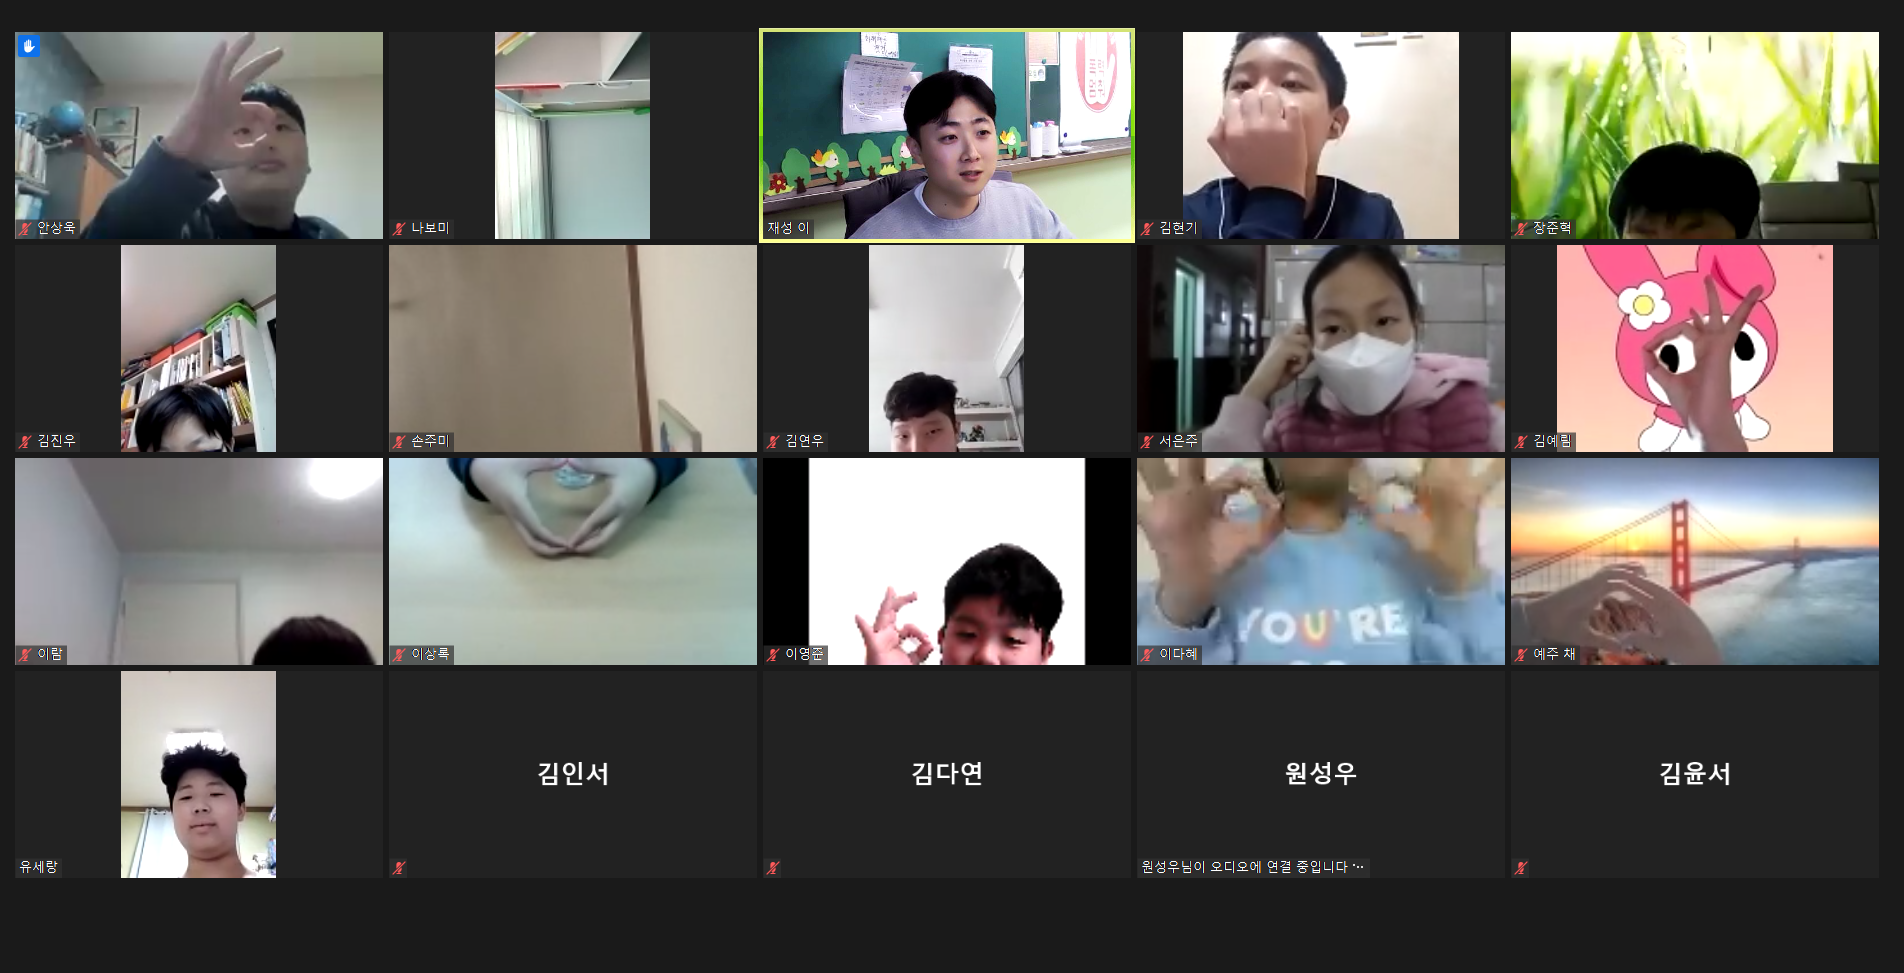 안상욱
나보미
재성 이
김현기
장준혁
김진우
손주미
김연우
서은주
김예림
이람
이상록
이영준
이다혜
YOU'RE
예주 채
유세랑
김인서
김다연
원성우
원성우님이 오디오에 연결 중입니다 ···
김윤서